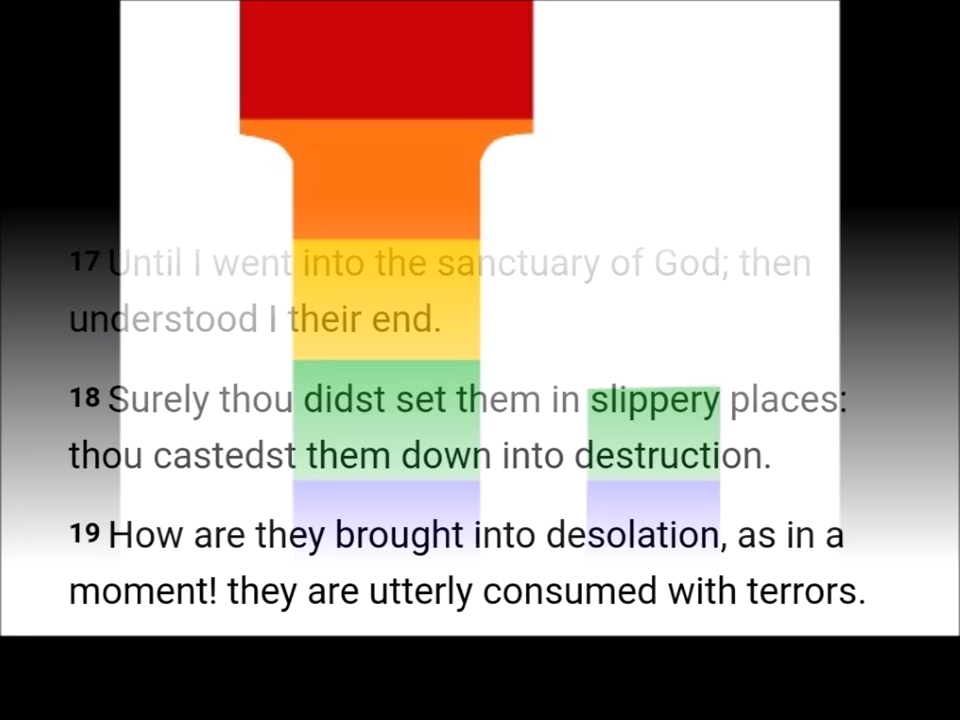 17 Until I went into the sanctuary of God; then
understood I their end.
18 Surely thou didst set them in slippery places:
thou castedst them down into destruction.
19 How are they brought into desolation, as in a
moment! they are utterly consumed with terrors.